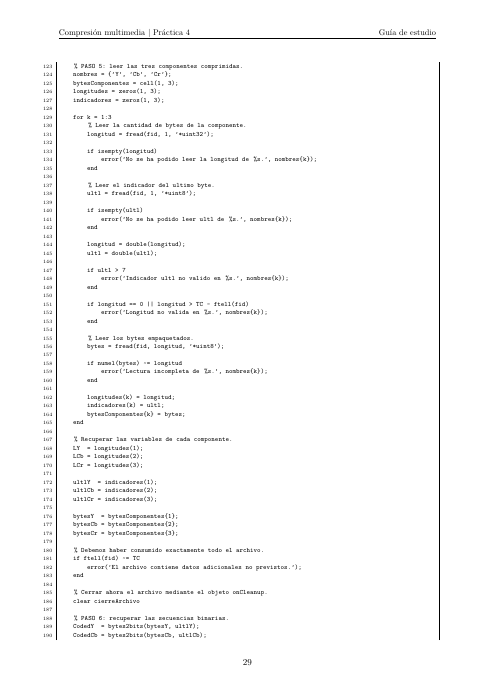 Compresión multimedia | Práctica 4 Guía de estudio
123 % PASO 5: leer las tres componentes comprimidas.
124 nombres = {'Y', 'Cb', 'Cr'};
125 bytesComponentes = cell(1, 3);
126 longitudes = zeros(1, 3);
127 indicadores = zeros(1, 3);
128
129 for k = 1:3
130 % Leer la cantidad de bytes de la componente.
131 longitud = fread(fid, 1, '*uint32');
132
133 if isempty(longitud)
134 error('No se ha podido leer la longitud de %s.', nombres{k});
135 end
136
137 % Leer el indicador del ultimo byte.
138 ultl = fread(fid, 1, '*uint8');
139
140 if isempty(ultl)
141 error('No se ha podido leer ultl de %s.', nombres{k});
142 end
143
144 longitud = double(longitud);
145 ultl = double(ultl);
146
147 if ultl > 7
148 error('Indicador ultl no valido en %s.', nombres{k});
149 end
150
151 if longitud == 0 || longitud > TC - ftell(fid)
152 error('Longitud no valida en %s.', nombres{k});
153 end
154
155 % Leer los bytes empaquetados.
156 bytes = fread(fid, longitud, '*uint8');
157
158 if numel(bytes) ~= longitud
159 error('Lectura incompleta de %s.', nombres{k});
160 end
161
162 longitudes(k) = longitud;
163 indicadores(k) = ultl;
164 bytesComponentes{k} = bytes;
165 end
166
167 % Recuperar las variables de cada componente.
168 LY = longitudes(1);
169 LCb = longitudes(2);
170 LCr = longitudes(3);
171
172 ultlY = indicadores(1);
173 ultlCb = indicadores(2);
174 ultlCr = indicadores(3);
175
176 bytesY = bytesComponentes{1};
177 bytesCb = bytesComponentes{2};
178 bytesCr = bytesComponentes{3};
179
180 % Debemos haber consumido exactamente todo el archivo.
181 if ftell(fid) ~= TC
182 error('El archivo contiene datos adicionales no previstos.');
183 end
184
185 % Cerrar ahora el archivo mediante el objeto onCleanup.
186 clear cierreArchivo
187
188 % PASO 6: recuperar las secuencias binarias.
189 CodedY = bytes2bits(bytesY, ultlY);
190 CodedCb = bytes2bits(bytesCb, ultlCb);
29